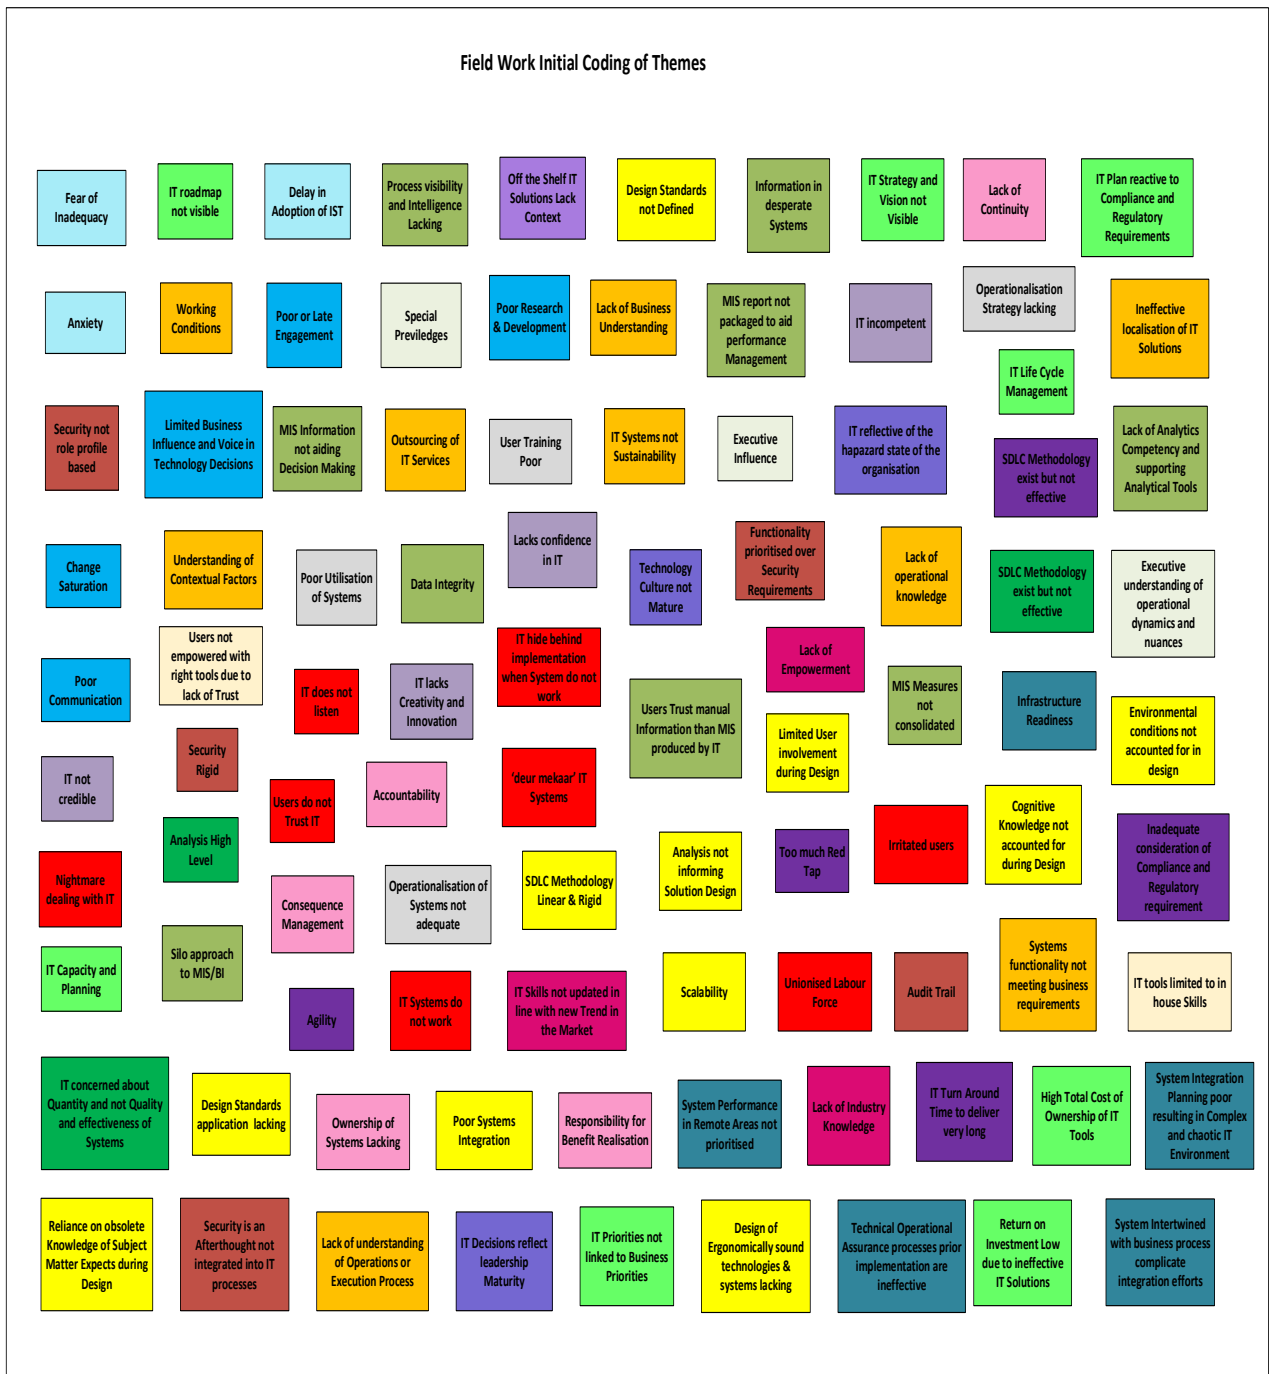 Field Work Initial Coding of Themes
Fear of
Inadequacy
IT roadmap
not visible
Delay in
Adoption of IST
Process visibility
and Intelligence
Lacking
Off the Shelf IT
Solutions Lack
Context
Design Standards
not Defined
Information in
desperate
Systems
IT Strategy and
Vision not
Visible
Lack of
Continuity
IT Plan reactive to
Compliance and
Regulatory
Requirements
Anxiety
Working
Conditions
Poor or Late
Engagement
Special
Previledges
Poor Research
& Development
Lack of Business
Understanding
MIS report not
packaged to aid
performance
Management
IT incompetent
Operationalisation
Strategy lacking
Ineffective
localisation of IT
Solutions
IT Life Cycle
Management
Security not
role profile
based
Limited Business
Influence and Voice in
Technology Decisions
MIS Information
not aiding
Decision Making
Outsourcing of
IT Services
User Training
Poor
IT Systems not
Sustainability
Executive
Influence
IT reflective of the
hapazard state of the
organisation
SDLC Methodology
exist but not
effective
Lack of Analytics
Competency and
supporting
Analytical Tools
Change
Saturation
Understanding of
Contextual Factors
Poor Utilisation
of Systems
Data Integrity
Lacks confidence
in IT
Technology
Culture not
Mature
Functionality
prioritised over
Security
Requirements
Lack of
operational
knowledge
SDLC Methodology
exist but not
effective
Executive
understanding of
operational
dynamics and
nuances
Poor
Communication
Users not
empowered with
right tools due to
lack of Trust
IT does not
listen
IT lacks
Creativity and
Innovation
IT hide behind
implementation
when System do not
work
Users Trust manual
Information than MIS
produced by IT
Lack of
Empowerment
MIS Measures
not
consolidated
Infrastructure
Readiness
Environmental
conditions not
accounted for in
design
IT not
credible
Security
Rigid
Users do not
Trust IT
Accountability
'deur mekaar' IT
Systems
Limited User
involvement
during Design
Nightmare
dealing with IT
Analysis High
Level
Consequence
Management
Operationalisation of
Systems not
adequate
SDLC Methodology
Linear & Rigid
Analysis not
informing
Solution Design
Too much Red
Tap
Irritated users
Cognitive
Knowledge not
accounted for
during Design
Inadequate
consideration of
Compliance and
Regulatory
requirement
IT Capacity and
Planning
Silo approach
to MIS/BI
Agility
IT Systems do
not work
IT Skills not updated in
line with new Trend in
the Market
Scalability
Unionised Labour
Force
Audit Trail
Systems
functionality not
meeting business
requirements
IT tools limited to in
house Skills
IT concerned about
Quantity and not Quality
and effectiveness of
Systems
Design Standards
application lacking
Ownership of
Systems Lacking
Poor Systems
Integration
Responsibility for
Benefit Realisation
System Performance
in Remote Areas not
prioritised
Lack of Industry
Knowledge
IT Turn Around
Time to deliver
very long
High Total Cost of
Ownership of IT
Tools
System Integration
Planning poor
resulting in Complex
and chaotic IT
Environment
Reliance on obsolete
Knowledge of Subject
Matter Expects during
Design
Security is an
Afterthought not
integrated into IT
processes
Lack of understanding
of Operations or
Execution Process
IT Decisions reflect
leadership
Maturity
IT Priorities not
linked to Business
Priorities
Design of
Ergonomically sound
technologies &
systems lacking
Technical Operational
Assurance processes prior
implementation are
ineffective
Return on
Investment Low
due to ineffective
IT Solutions
System Intertwined
with business process
complicate
integration efforts